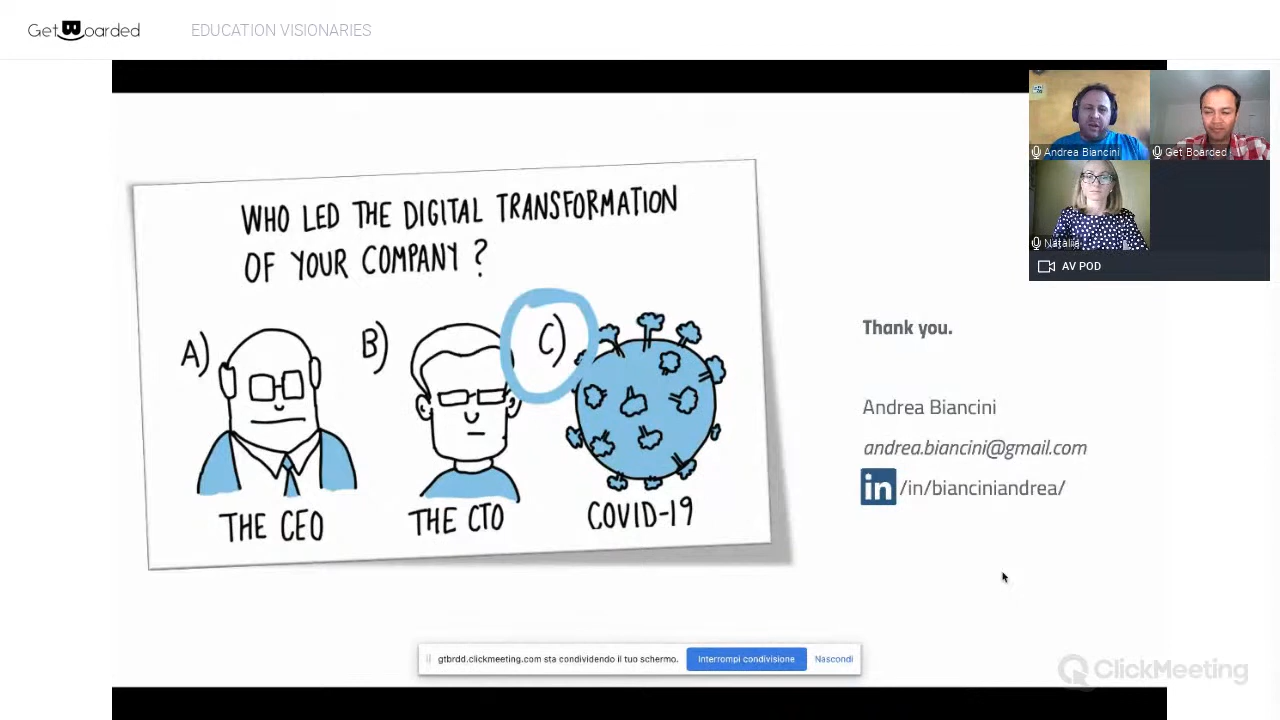 GetBoarded
EDUCATION VISIONARIES
Andrea Biancini
Get Boarded
Natalia
AV POD
WHO LED THE DIGITAL TRANSFORMATION
OF YOUR COMPANY ?
A)
B)
C)
THE CEO
THE CTO
COVID-19
Thank you.
Andrea Biancini
andrea.biancini@gmail.com
in /in/bianciniandrea/
gtbrdd.clickmeeting.com sta condividendo il tuo schermo. Interrompi condivisione Nascondi
ClickMeeting